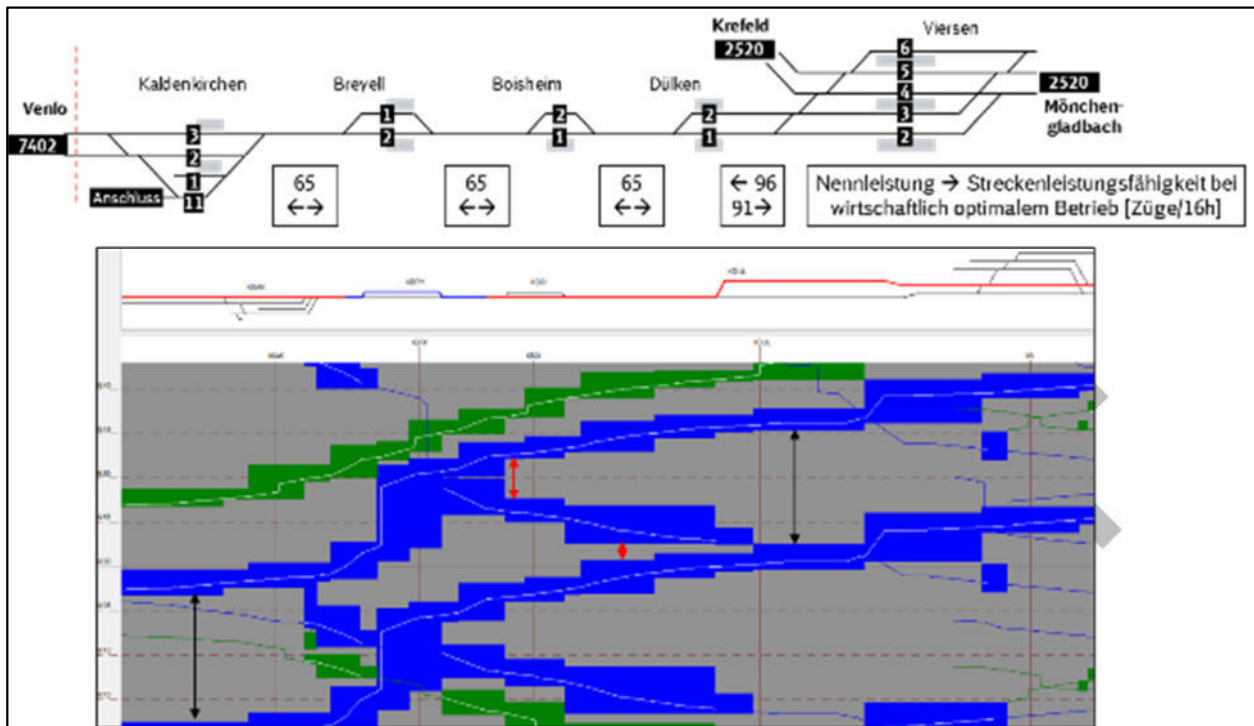 Krefeld
2520
Viersen
6
5
4
3
2
2520
Mönchen-
gladbach
Venlo
7402
Kaldenkirchen
3
2
1
11
Anschluss
Breyell
1
2
Boisheim
2
1
Dülken
2
1
65
←→
65
←→
65
←→
← 96
91→
Nennleistung → Streckenleistungsfähigkeit bei
wirtschaftlich optimalem Betrieb [Züge/16h]